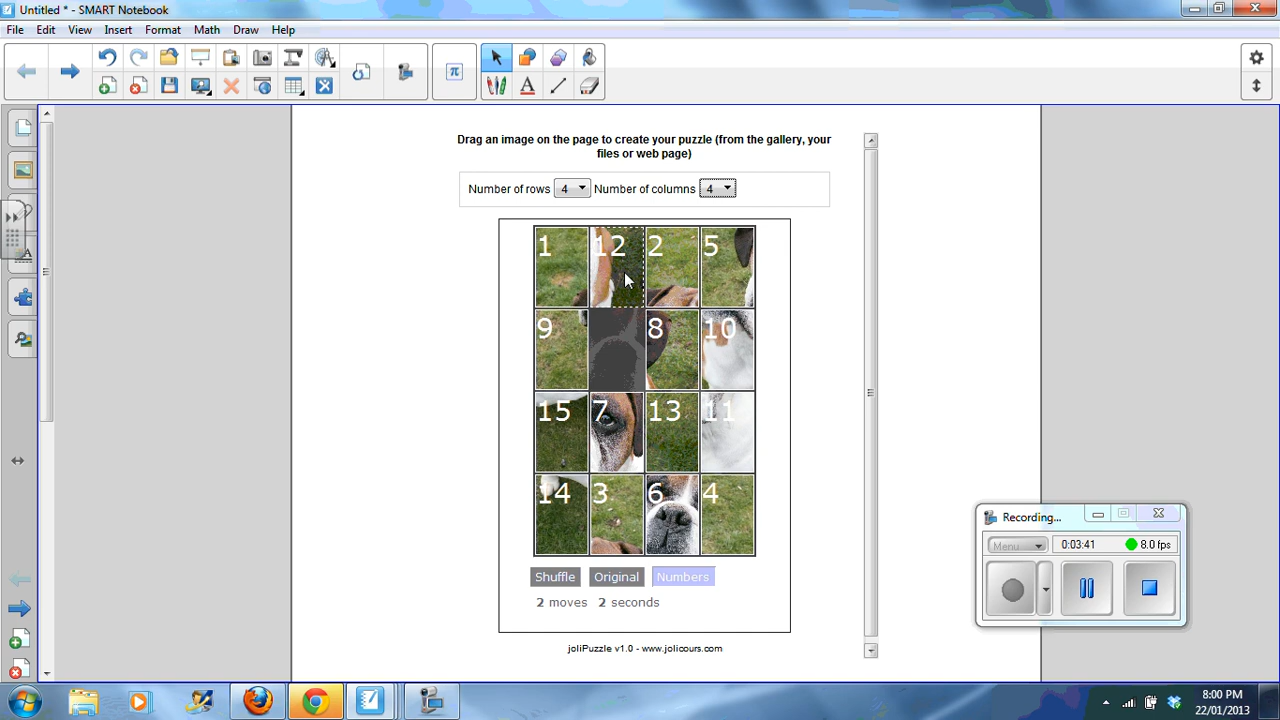 Untitled * - SMART Notebook
File Edit View Insert Format Math Draw Help
π
A
Drag an image on the page to create your puzzle (from the gallery, your
files or web page)
Number of rows 4 Number of columns 4
1 12 2 5
9 8 10
15 7 13 11
14 3 6 4
Shuffle Original Numbers
2 moves 2 seconds
joliPuzzle v1.0 - www.jolicours.com
Recording...
Menu 0:03:41 8.0 fps
8:00 PM
22/01/2013